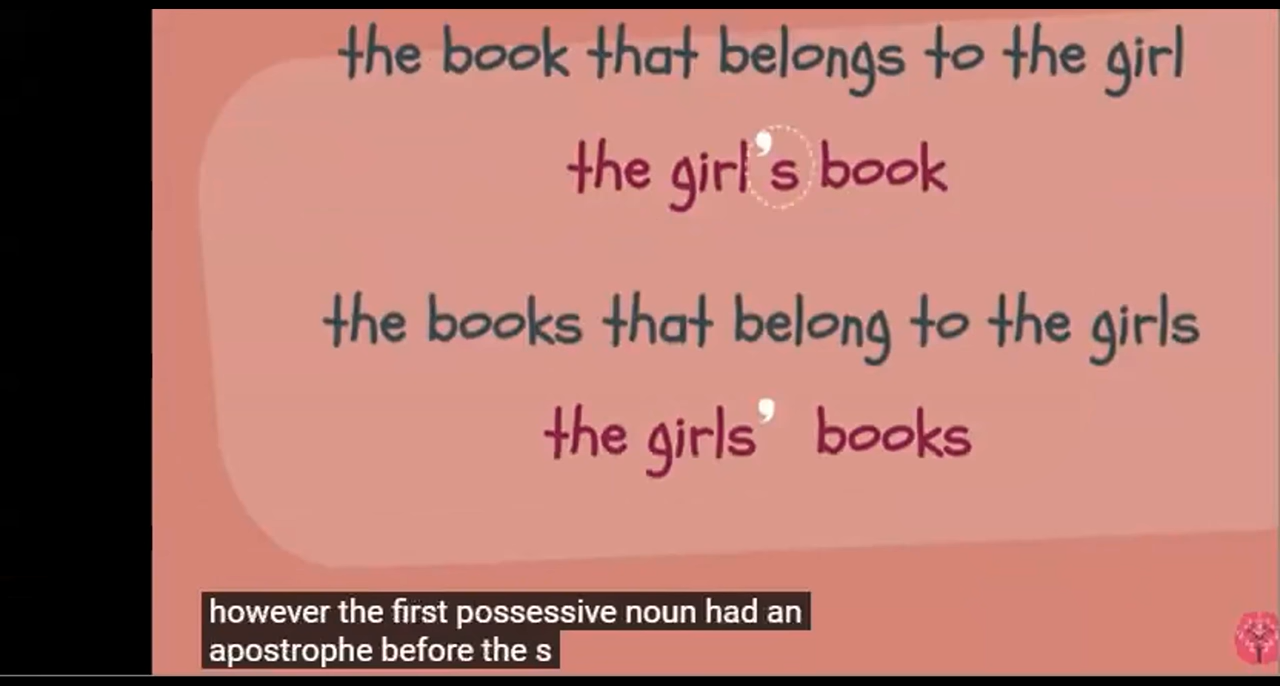 the book that belongs to the girl
the girl's book
the books that belong to the girls
the girls' books
however the first possessive noun had an
apostrophe before the s